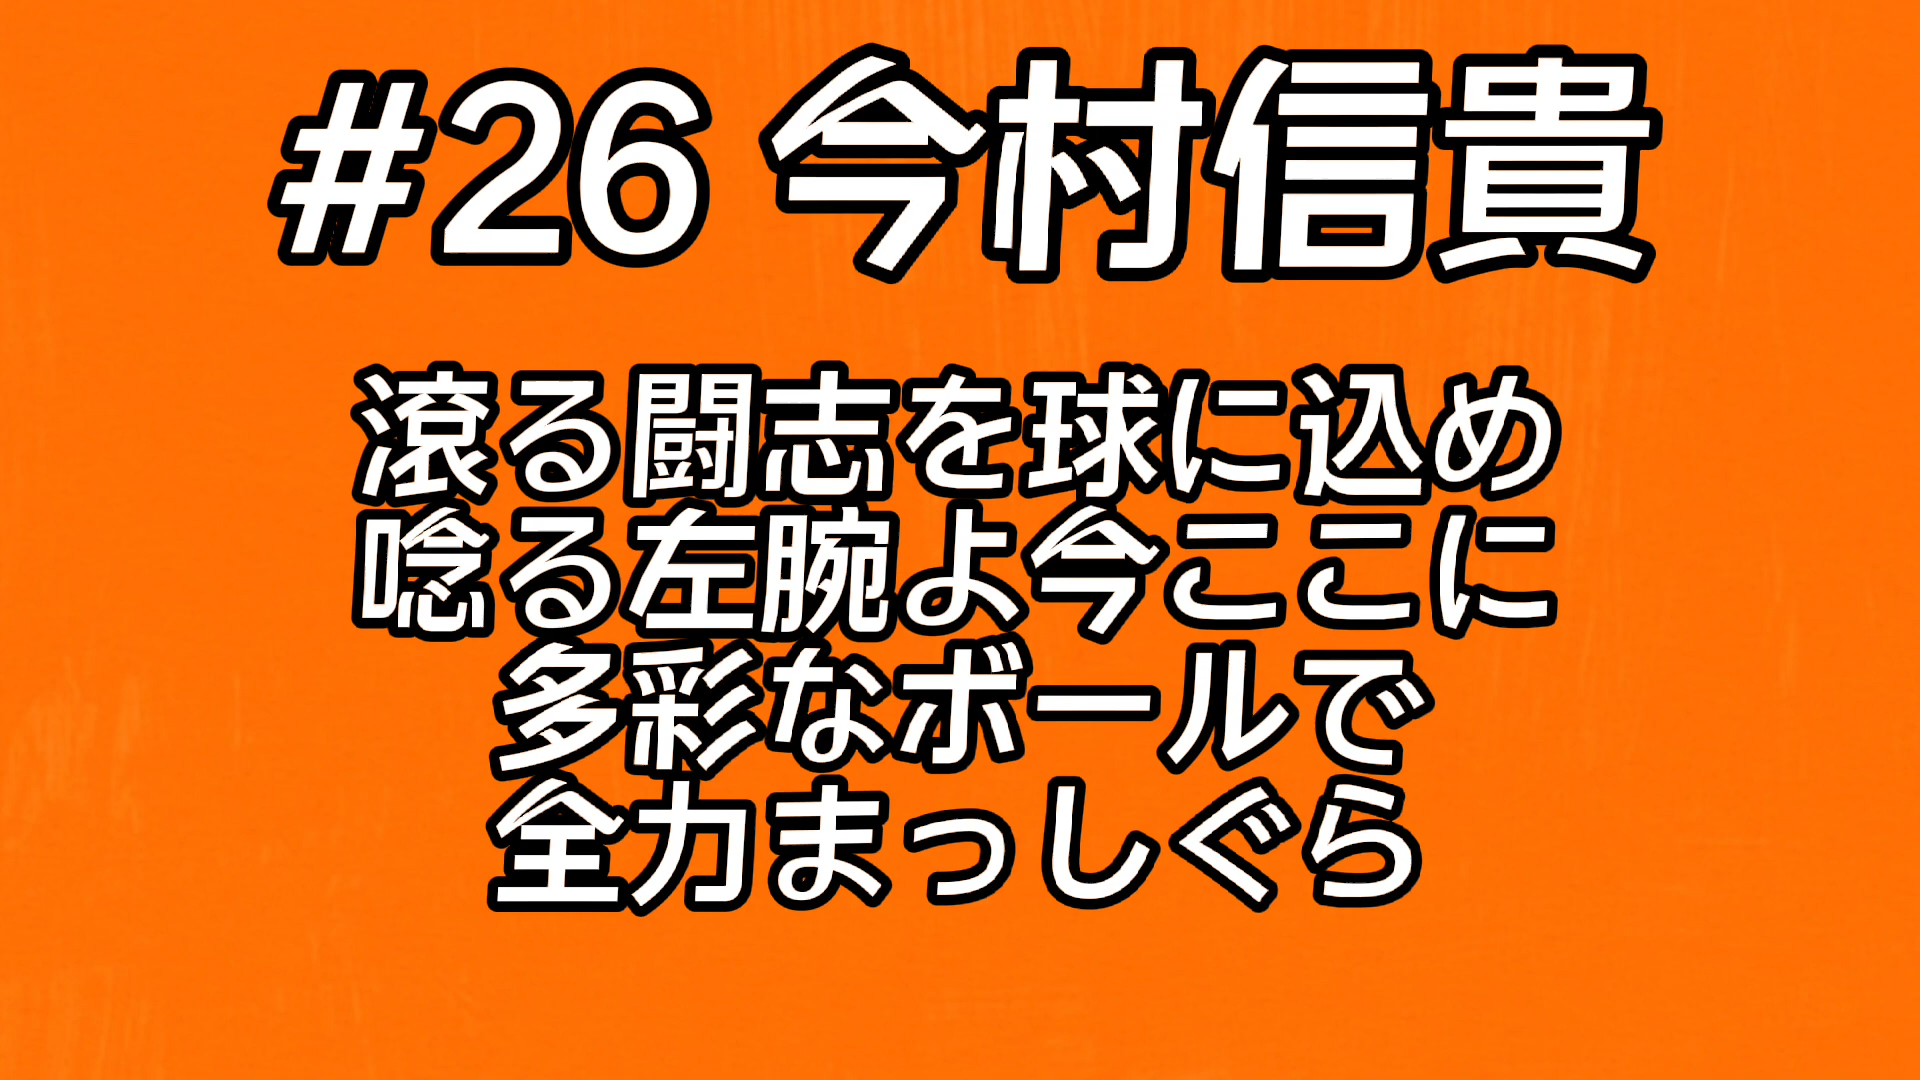 #26 今村信貴
滾る闘志を球に込め
唸る左腕よ今ここに
多彩なボールで
全力まっしぐら